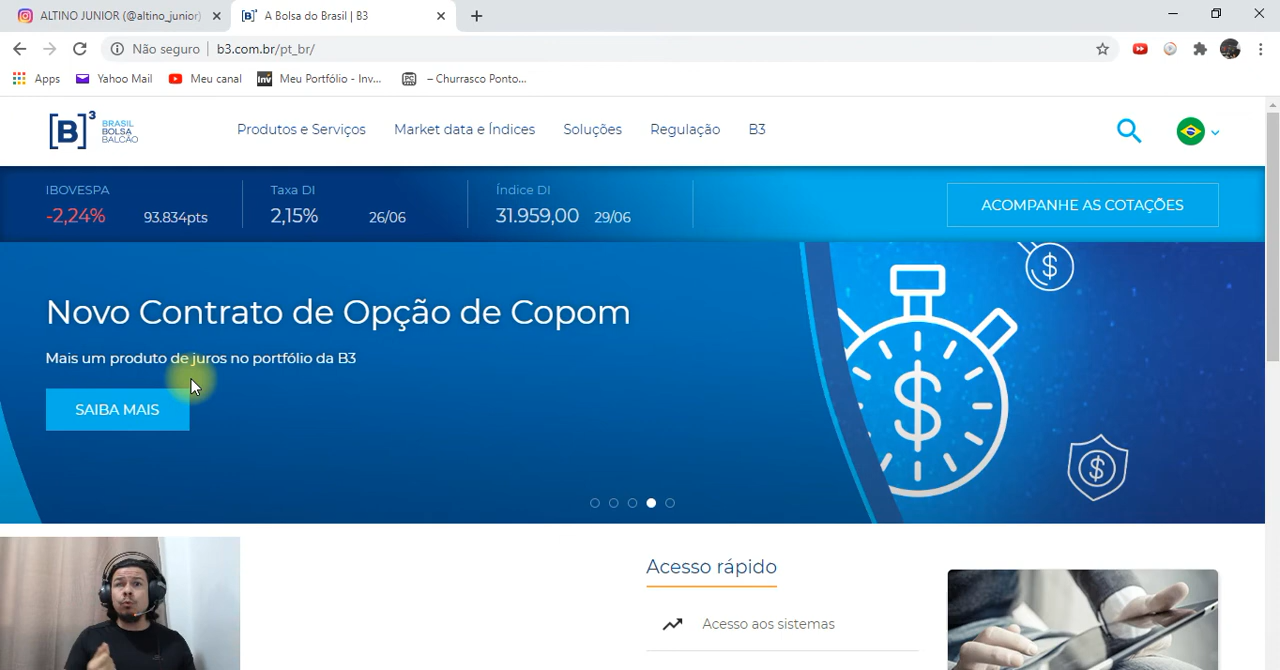 ALTINO JUNIOR (@altino_junior)
A Bolsa do Brasil | B3
Não seguro b3.com.br/pt_br/
Apps Yahoo Mail Meu canal Meu Portfólio - Inv... – Churrasco Ponto...
[B]³ BRASIL BOLSA BALCÃO
Produtos e Serviços Market data e Índices Soluções Regulação B3
IBOVESPA Taxa DI Índice DI
-2,24% 93.834pts 2,15% 26/06 31.959,00 29/06
ACOMPANHE AS COTAÇÕES
Novo Contrato de Opção de Copom
Mais um produto de juros no portfólio da B3
SAIBA MAIS
Acesso rápido
Acesso aos sistemas